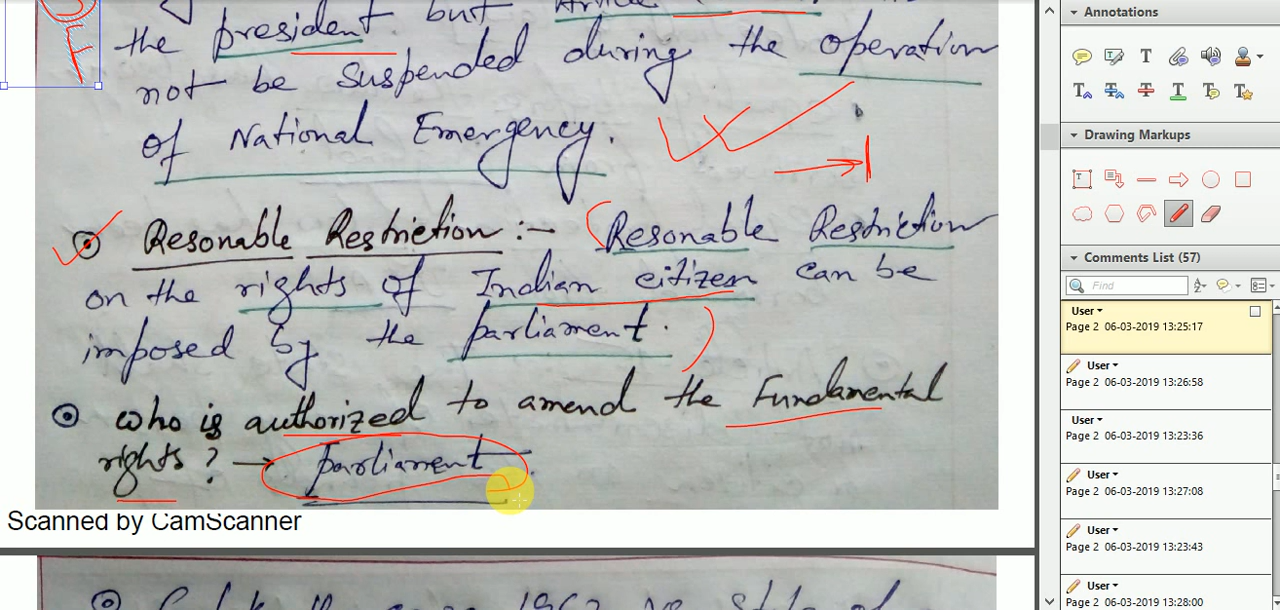 the president but Article
not be suspended during the operation
of National Emergency.
Resonable Restriction :- (Resonable Restriction
on the rights of Indian citizen can be
imposed by the parliament.)
who is authorized to amend the Fundamental
rights? → parliament.
Scanned by CamScanner
Annotations
Drawing Markups
Comments List (57)
Find
User
Page 2 06-03-2019 13:25:17
User
Page 2 06-03-2019 13:26:58
User
Page 2 06-03-2019 13:23:36
User
Page 2 06-03-2019 13:27:08
User
Page 2 06-03-2019 13:23:43
User
Page 2 06-03-2019 13:28:00